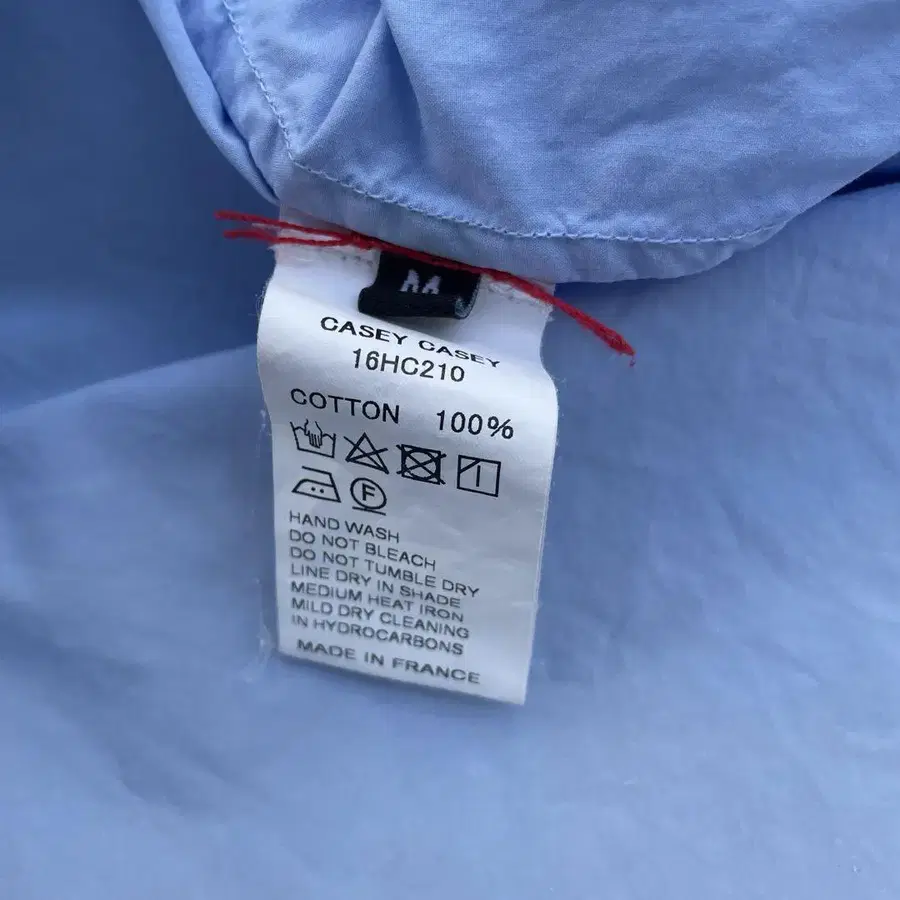 M
CASEY CASEY
16HC210
COTTON 100%
F
HAND WASH
DO NOT BLEACH
DO NOT TUMBLE DRY
LINE DRY IN SHADE
MEDIUM HEAT IRON
MILD DRY CLEANING
IN HYDROCARBONS
MADE IN FRANCE